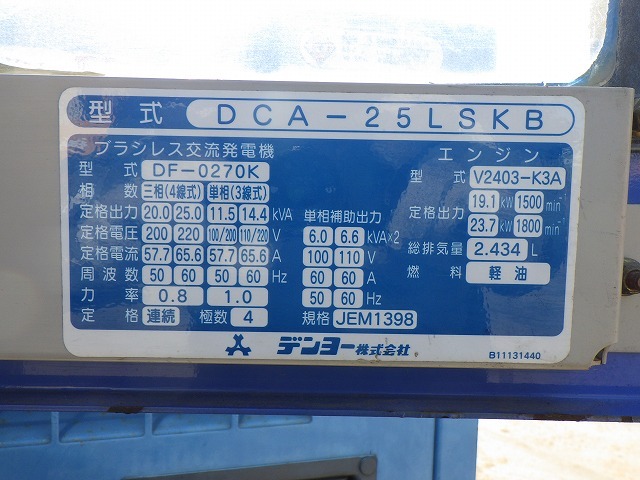 型式 DCA-25LSKB
ブラシレス交流発電機
型式 DF-0270K
相数 三相(4線式) 単相(3線式)
定格出力 20.0 25.0 11.5 14.4 kVA
定格電圧 200 220 100/200 110/220 V
定格電流 57.7 65.6 57.7 65.6 A
周波数 50 60 50 60 Hz
力率 0.8 1.0
定格 連続 極数 4
単相補助出力
6.0 6.6 kVA×2
100 110 V
60 60 A
50 60 Hz
規格 JEM1398
エンジン
型式 V2403-K3A
定格出力 19.1 kW 1500 min⁻¹
23.7 kW 1800 min⁻¹
総排気量 2.434 L
燃料 軽油
デンヨー株式会社
B11131440